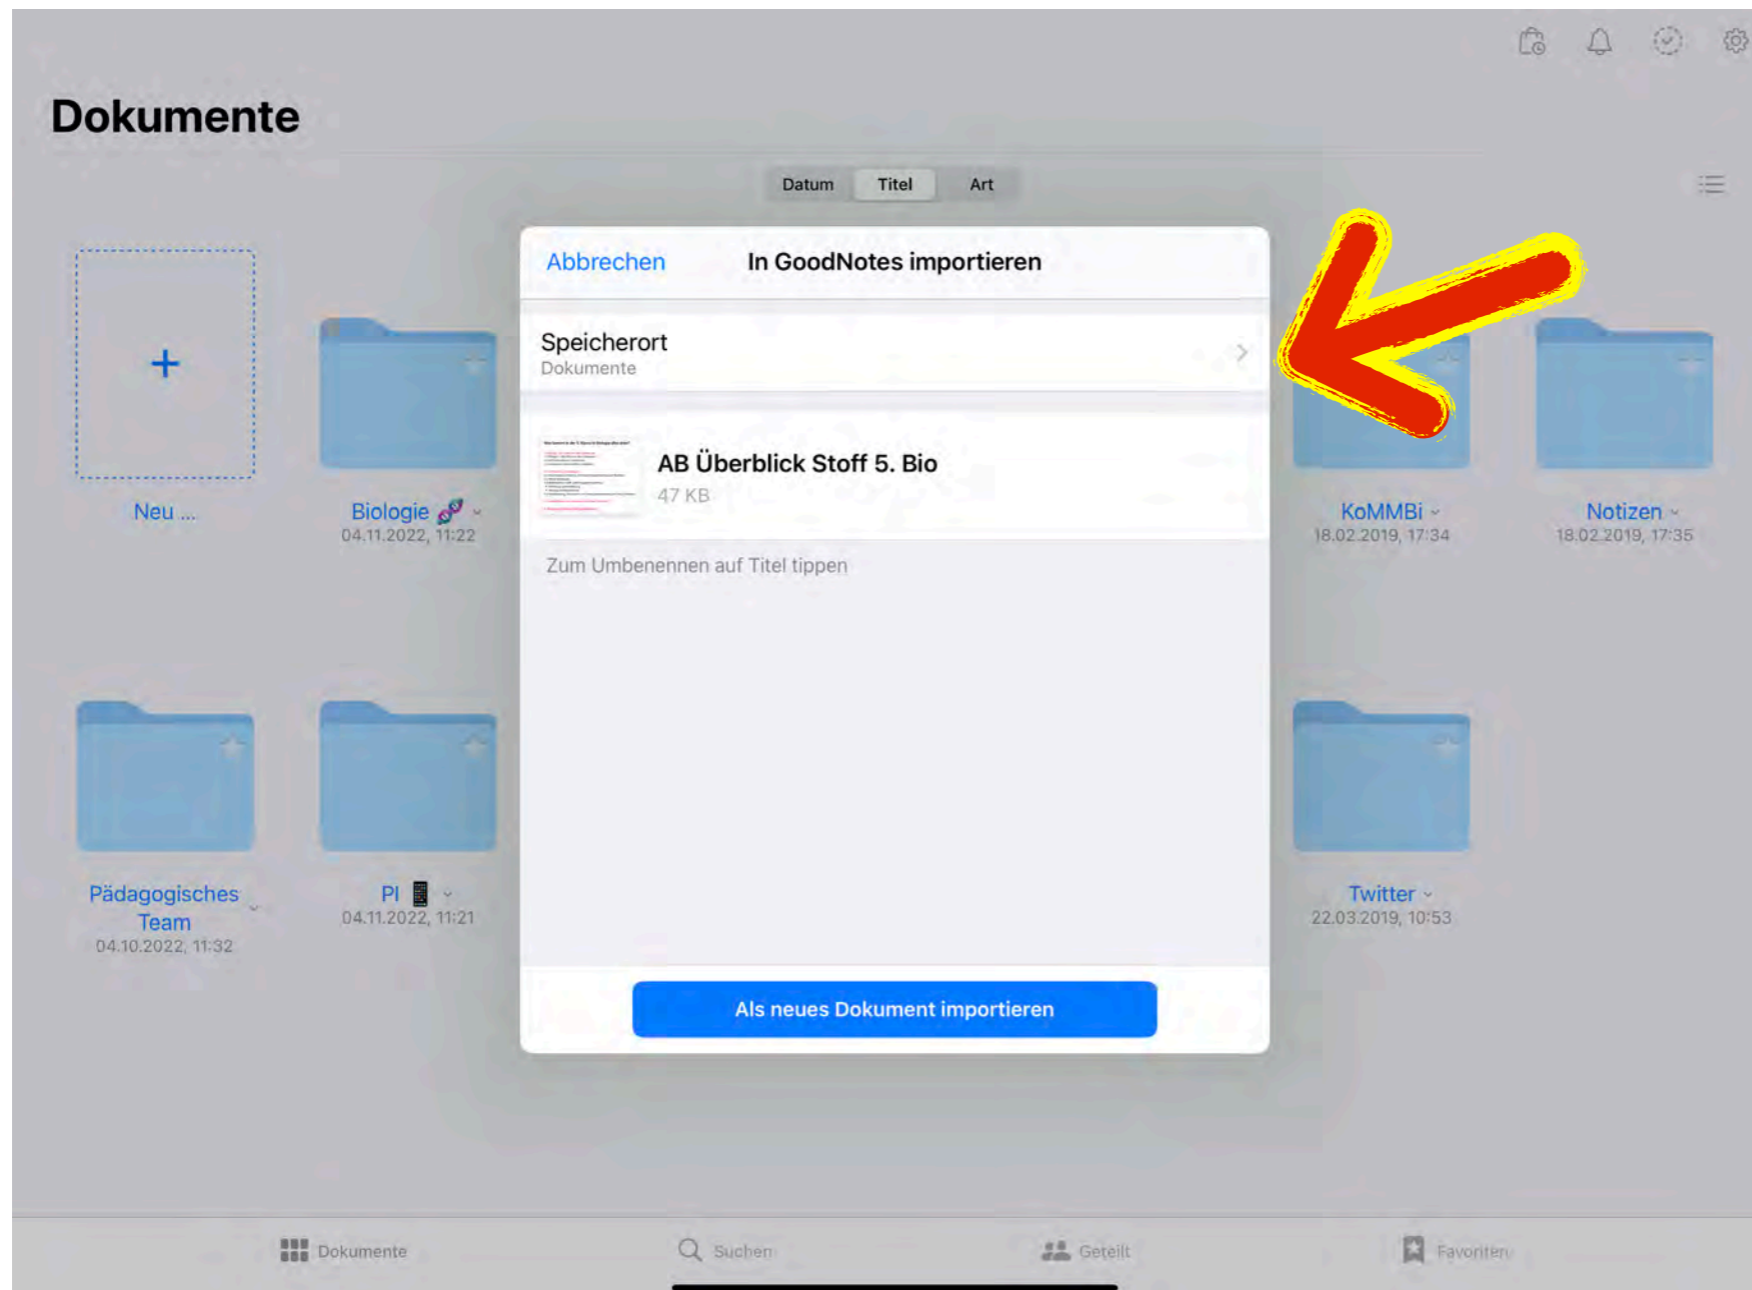 Dokumente
Datum Titel Art
Abbrechen In GoodNotes importieren
Speicherort
Dokumente
AB Überblick Stoff 5. Bio
47 KB
Zum Umbenennen auf Titel tippen
Als neues Dokument importieren
Neu ...
Biologie 🧬
04.11.2022, 11:22
KoMMBi
18.02.2019, 17:34
Notizen
18.02.2019, 17:35
Pädagogisches
Team
04.10.2022, 11:32
PI 📱
04.11.2022, 11:21
Twitter
22.03.2019, 10:53
Dokumente Suchen Geteilt Favoriten